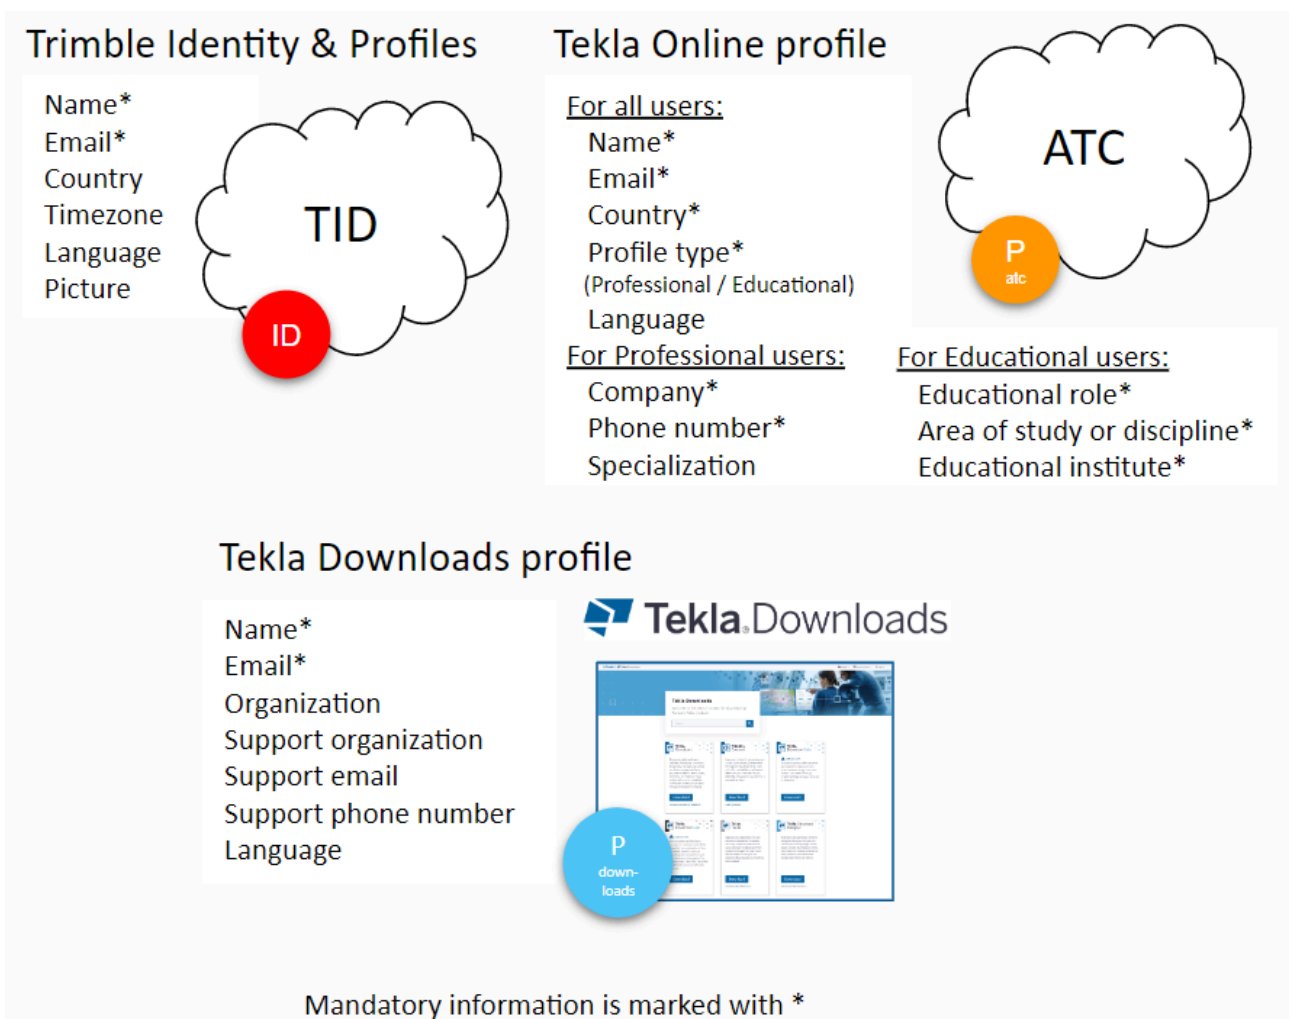 Trimble Identity & Profiles
Name*
Email*
Country
Timezone
Language
Picture
TID
ID
Tekla Online profile
For all users:
Name*
Email*
Country*
Profile type*
(Professional / Educational)
Language
For Professional users:
Company*
Phone number*
Specialization
ATC
P
atc
For Educational users:
Educational role*
Area of study or discipline*
Educational institute*
Tekla Downloads profile
Name*
Email*
Organization
Support organization
Support email
Support phone number
Language
Tekla® Downloads
Tekla Downloads
P
down-
loads
Mandatory information is marked with *